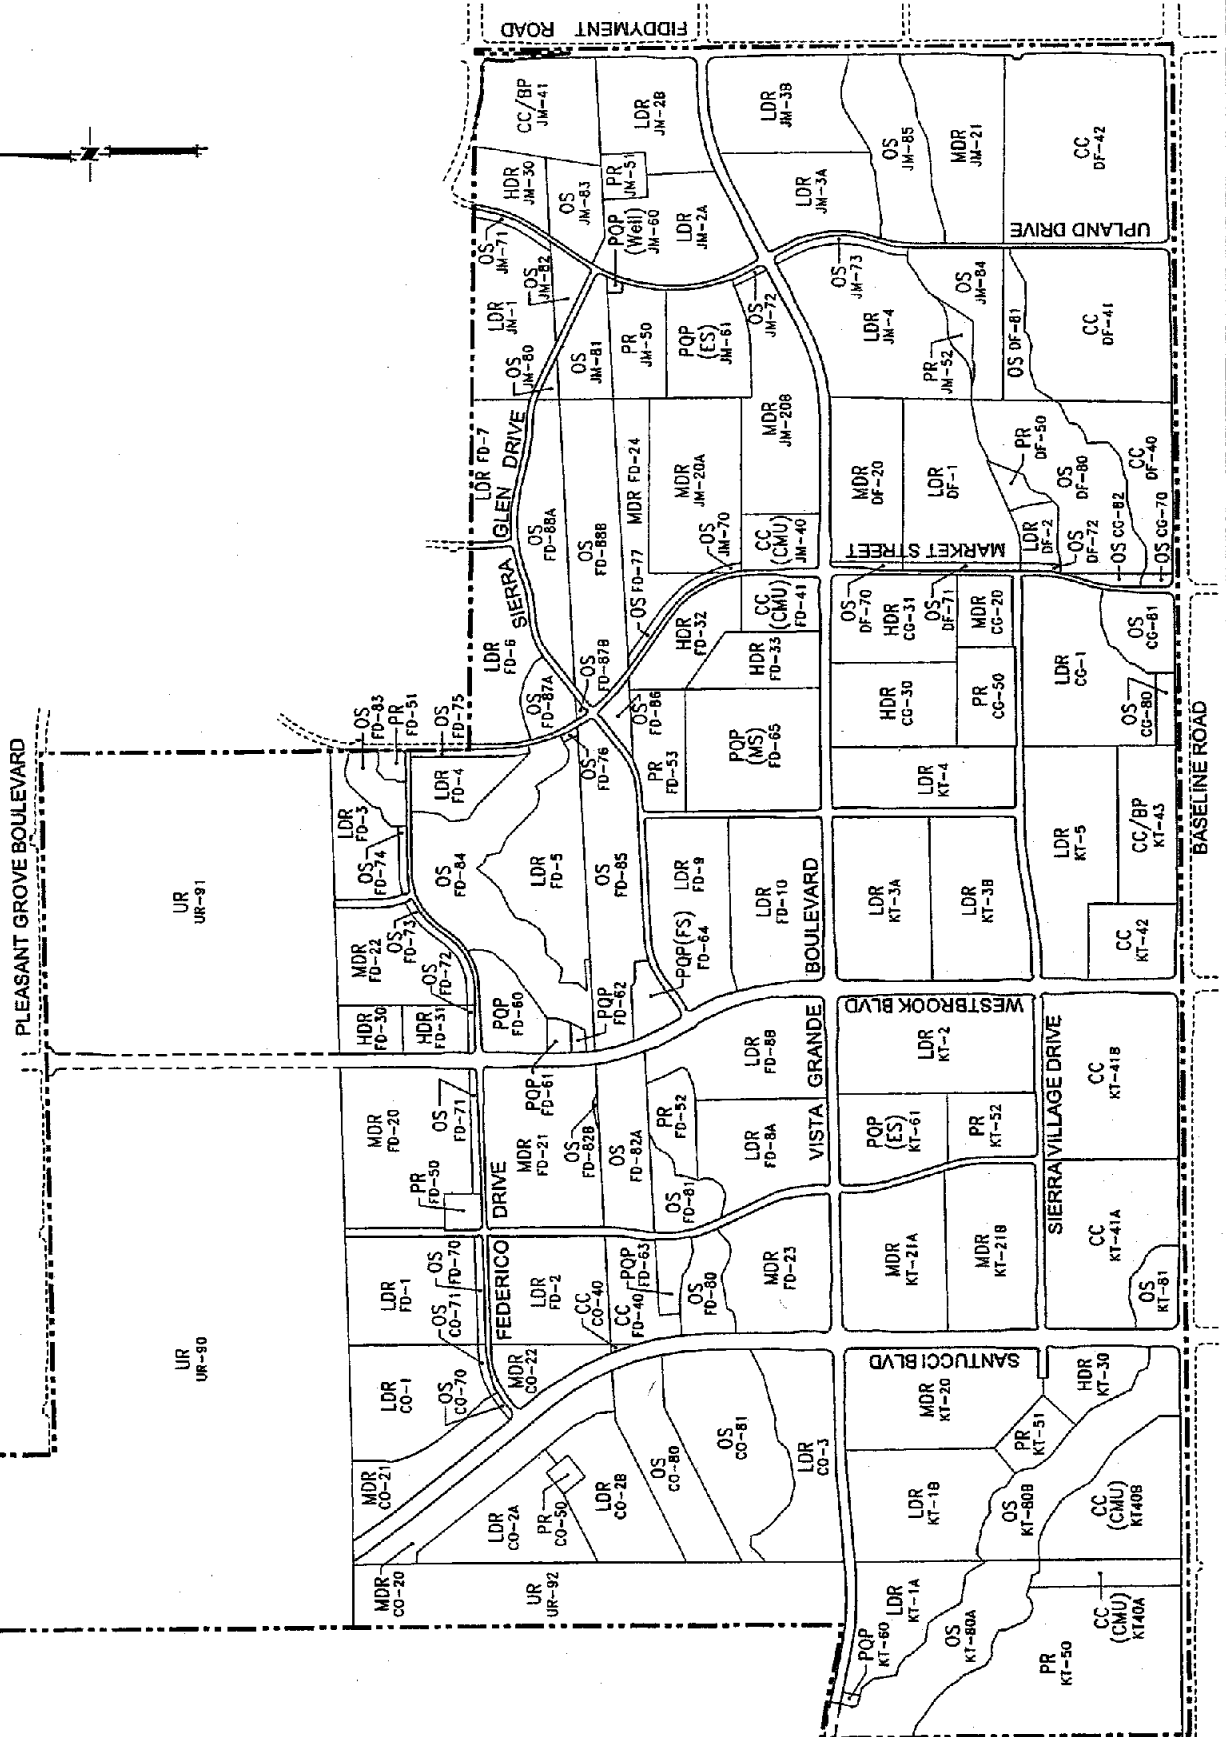 FIDDYMENT ROAD
CC/BP
JM-41
LDR
JM-2B
LDR
JM-3B
OS
JM-85
MDR
JM-21
CC
DF-42
HDR
JM-30
OS
JM-83
PR
JM-51
LDR
JM-3A
OS
JM-71
PQP
(Well)
JM-60
LDR
JM-2A
UPLAND DRIVE
OS
JM-82
LDR
JM-1
OS
JM-80
OS
JM-81
PR
JM-50
PQP
(ES)
JM-61
OS
JM-72
OS
JM-73
LDR
JM-4
PR
JM-52
OS
JM-84
OS DF-81
CC
DF-41
LDR FD-7
SIERRA GLEN DRIVE
OS
FD-88A
OS
FD-88B
MDR FD-24
MDR
JM-20A
MDR
JM-20B
MDR
DF-20
LDR
DF-1
PR
DF-50
OS
DF-80
CC
DF-40
OS FD-77
OS
JM-70
CC
(CMU)
JM-40
MARKET STREET
LDR
DF-2
OS
DF-72
OS CG-82
OS CG-70
LDR
FD-6
HDR
FD-32
CC
(CMU)
FD-41
OS
DF-70
HDR
CG-31
OS
DF-71
MDR
CG-20
LDR
CG-1
OS
CG-81
OS
FD-87A
OS
FD-87B
OS
FD-86
HDR
FD-33
HDR
CG-30
PR
CG-50
OS
CG-80
PLEASANT GROVE BOULEVARD
OS
FD-83
PR
FD-51
OS
FD-75
OS
FD-76
PR
FD-53
PQP
(MS)
FD-65
LDR
KT-4
BASELINE ROAD
LDR
FD-3
LDR
FD-4
OS
FD-74
UR
UR-91
OS
FD-84
LDR
FD-5
OS
FD-85
LDR
FD-9
LDR
FD-10
LDR
KT-3A
LDR
KT-3B
LDR
KT-5
CC/BP
KT-43
CC
KT-42
MDR
FD-22
OS
FD-73
OS
FD-72
PQP(FS)
FD-64
VISTA GRANDE BOULEVARD
HDR
FD-30
HDR
FD-31
PQP
FD-60
PQP
FD-62
PQP
FD-61
WESTBROOK BLVD
LDR
FD-8B
LDR
KT-2
SIERRA VILLAGE DRIVE
CC
KT-41B
MDR
FD-20
OS
FD-71
MDR
FD-21
OS
FD-82B
OS
FD-82A
PR
FD-52
LDR
FD-8A
PQP
(ES)
KT-61
PR
KT-52
PR
FD-50
OS
FD-81
FEDERICO DRIVE
LDR
FD-1
OS
FD-70
LDR
FD-2
PQP
FD-63
OS
FD-80
MDR
FD-23
MDR
KT-21A
MDR
KT-21B
CC
KT-41A
OS
KT-81
OS
CO-71
CC
CO-40
CC
FD-40
UR
UR-90
LDR
CO-1
OS
CO-70
MDR
CO-22
SANTUCCI BLVD
MDR
KT-20
HDR
KT-30
PR
KT-51
MDR
CO-21
OS
CO-80
OS
CO-81
LDR
CO-3
LDR
CO-2A
PR
CO-50
LDR
CO-2B
LDR
KT-1B
OS
KT-80B
CC
(CMU)
KT40B
MDR
CO-20
UR
UR-92
LDR
KT-1A
OS
KT-80A
CC
(CMU)
KT40A
PQP
KT-60
PR
KT-50